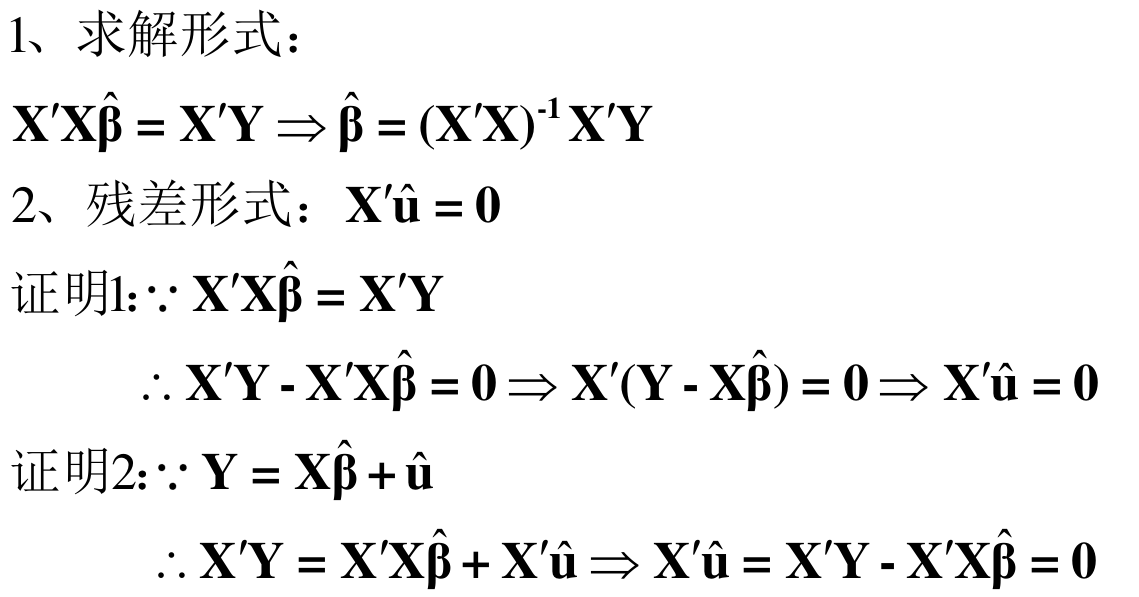 1、求解形式：
X′Xβ̂ = X′Y ⇒ β̂ = (X′X)⁻¹ X′Y
2、残差形式：X′û = 0
证明1:∵ X′Xβ̂ = X′Y
∴ X′Y - X′Xβ̂ = 0 ⇒ X′(Y - Xβ̂) = 0 ⇒ X′û = 0
证明2:∵ Y = Xβ̂ + û
∴ X′Y = X′Xβ̂ + X′û ⇒ X′û = X′Y - X′Xβ̂ = 0